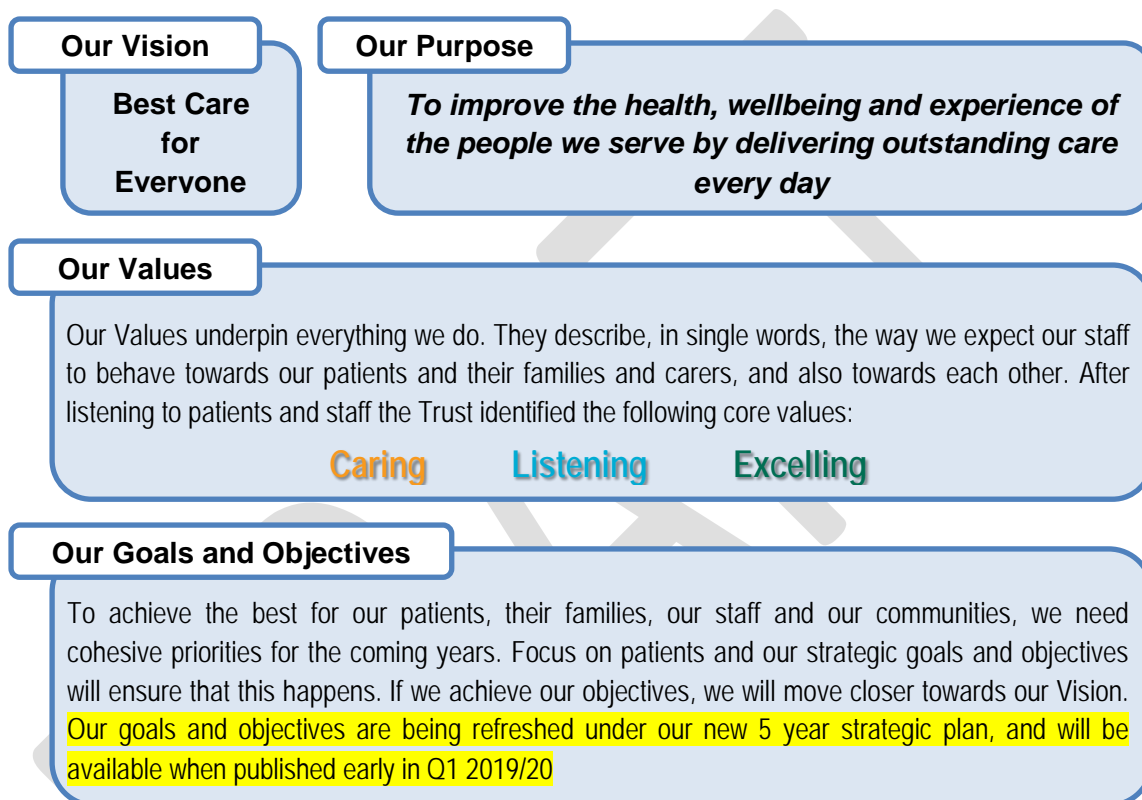 Our Vision
Best Care
for
Everyone
Our Purpose
To improve the health, wellbeing and experience of
the people we serve by delivering outstanding care
every day
Our Values
Our Values underpin everything we do. They describe, in single words, the way we expect our staff
to behave towards our patients and their families and carers, and also towards each other. After
listening to patients and staff the Trust identified the following core values:
Caring Listening Excelling
Our Goals and Objectives
To achieve the best for our patients, their families, our staff and our communities, we need
cohesive priorities for the coming years. Focus on patients and our strategic goals and objectives
will ensure that this happens. If we achieve our objectives, we will move closer towards our Vision.
Our goals and objectives are being refreshed under our new 5 year strategic plan, and will be
available when published early in Q1 2019/20